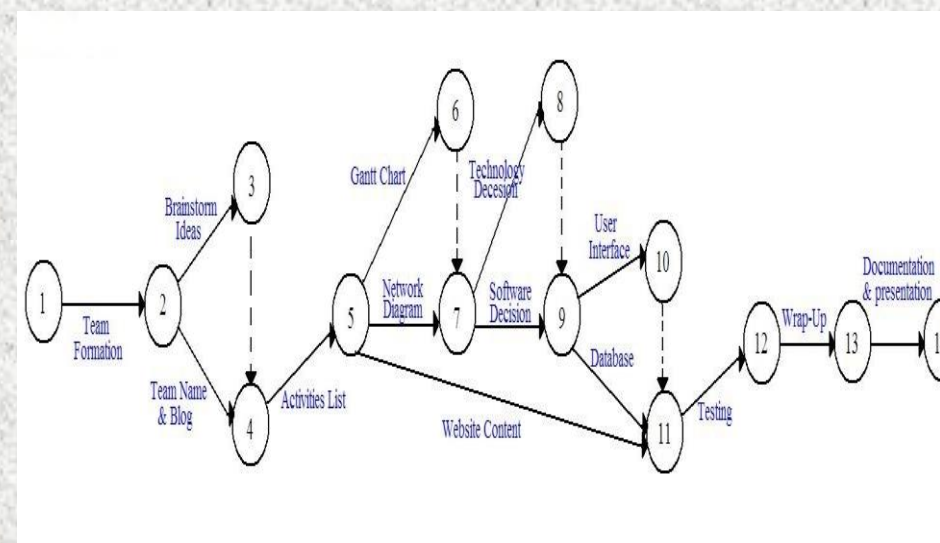 6
8
Gantt Chart
Technology
Decesion
3
Brainstorm
Ideas
User
Interface
10
1
2
Team
Formation
5
Network
Diagram
7
Software
Decision
9
Documentation
& presentation
12
Wrap-Up
13
Team Name
& Blog
4
Activities List
Database
Website Content
11
Testing